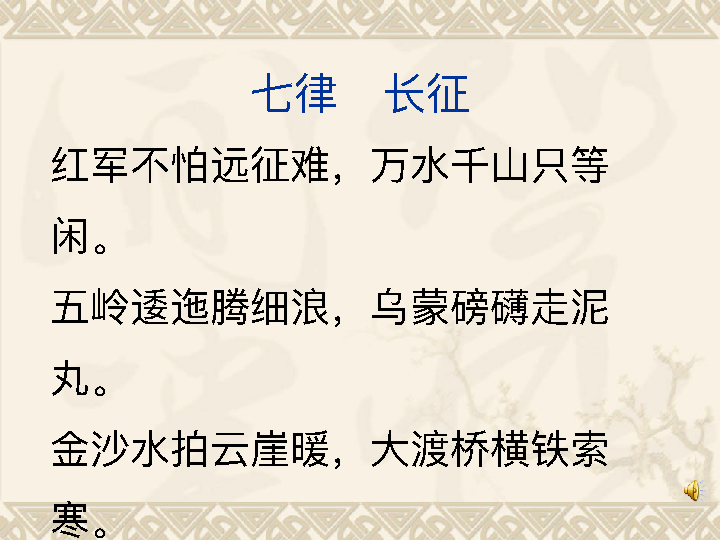 七律　长征
红军不怕远征难，万水千山只等
闲。
五岭逶迤腾细浪，乌蒙磅礴走泥
丸。
金沙水拍云崖暖，大渡桥横铁索
寒。